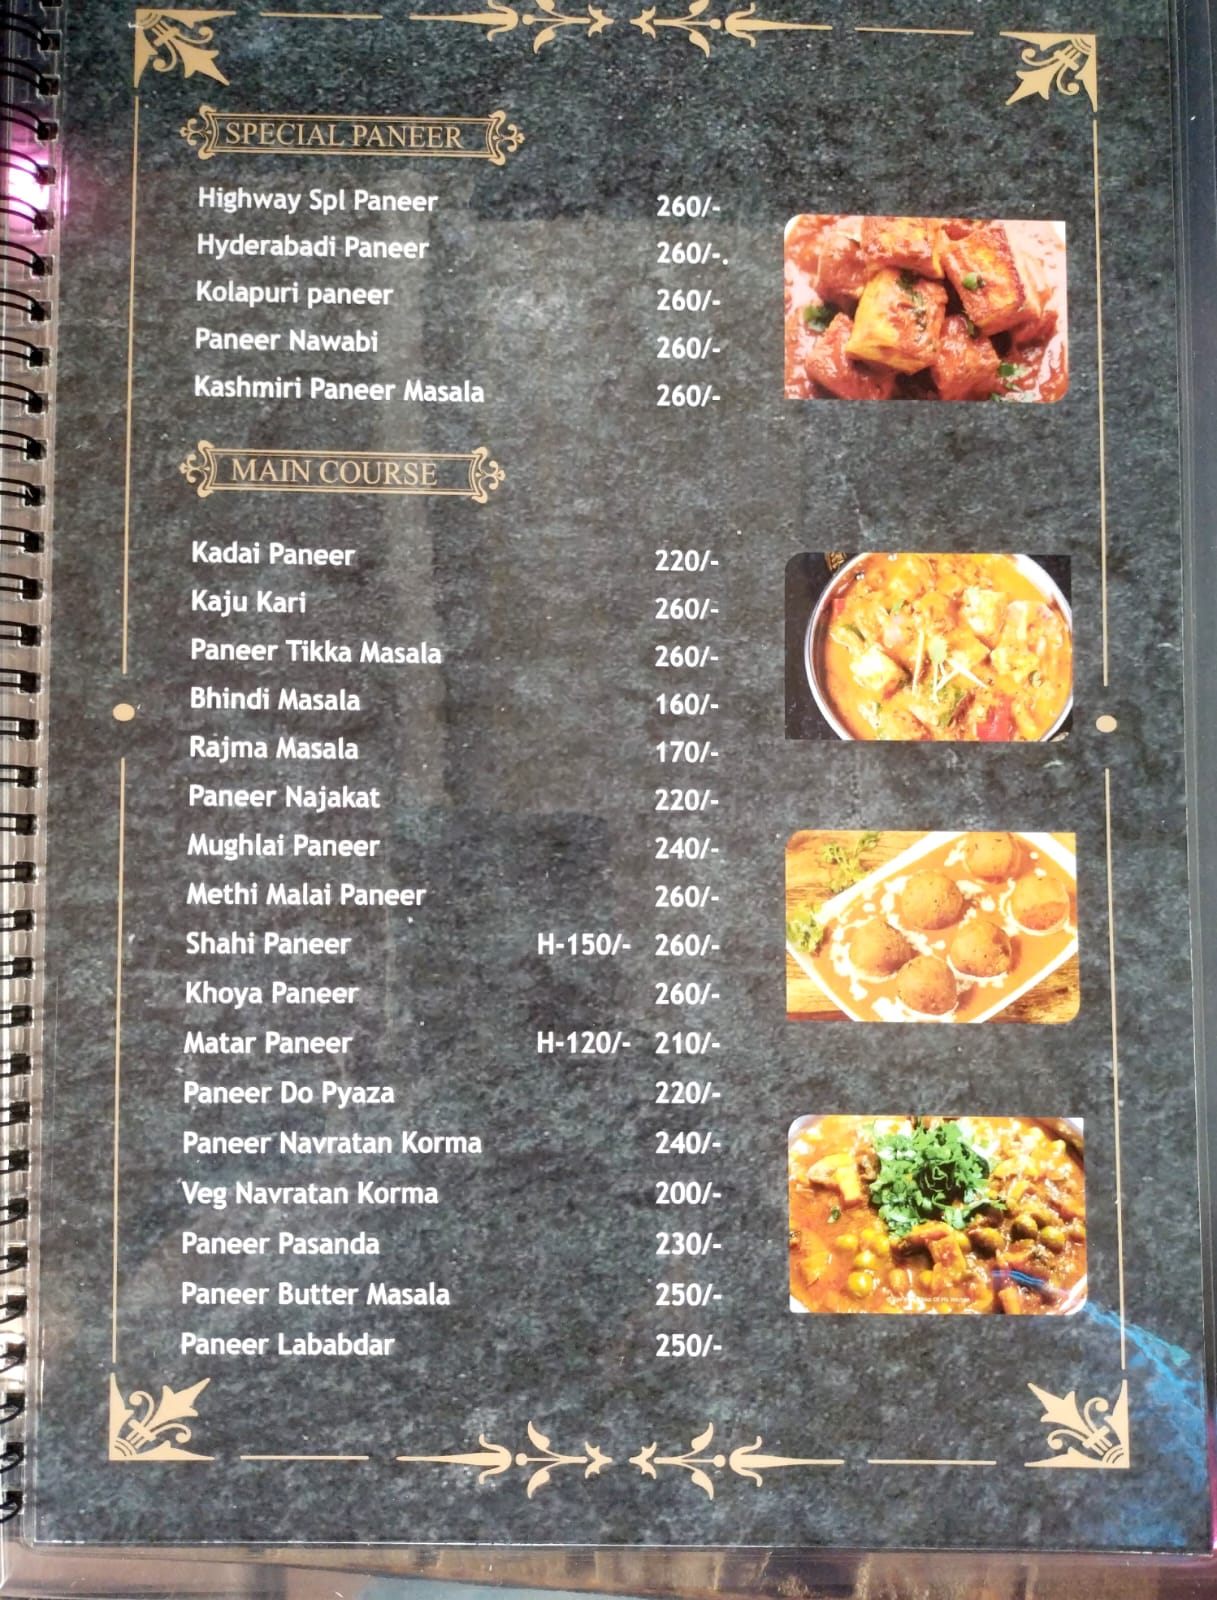 SPECIAL PANEER
Highway Spl Paneer 260/-
Hyderabadi Paneer 260/-.
Kolapuri paneer 260/-
Paneer Nawabi 260/-
Kashmiri Paneer Masala 260/-
MAIN COURSE
Kadai Paneer 220/-
Kaju Kari 260/-
Paneer Tikka Masala 260/-
Bhindi Masala 160/-
Rajma Masala 170/-
Paneer Najakat 220/-
Mughlai Paneer 240/-
Methi Malai Paneer 260/-
Shahi Paneer H-150/- 260/-
Khoya Paneer 260/-
Matar Paneer H-120/- 210/-
Paneer Do Pyaza 220/-
Paneer Navratan Korma 240/-
Veg Navratan Korma 200/-
Paneer Pasanda 230/-
Paneer Butter Masala 250/-
Paneer Lababdar 250/-